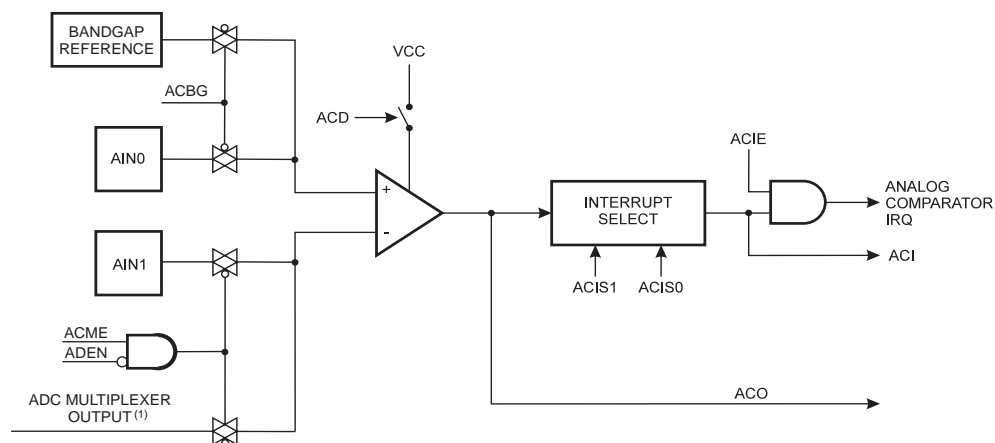 BANDGAP
REFERENCE
ACBG
VCC
ACD
AIN0
+
-
INTERRUPT
SELECT
ACIE
ANALOG
COMPARATOR
IRQ
ACI
ACIS1
ACIS0
AIN1
ACME
ADEN
ADC MULTIPLEXER
OUTPUT (1)
ACO